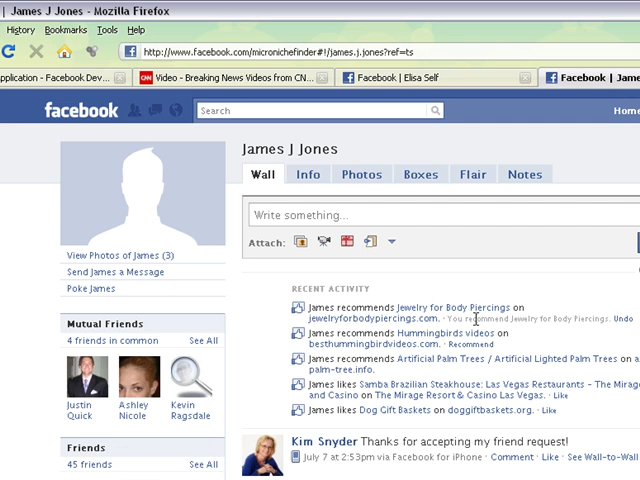 James J Jones - Mozilla Firefox
History Bookmarks Tools Help
http://www.facebook.com/micronichefinder#!/james.j.jones?ref=ts
pplication - Facebook Dev...
CNN
Video - Breaking News Videos from CN...
Facebook | Elisa Self
Facebook | Jame
facebook
Search
Home
James J Jones
Wall Info Photos Boxes Flair Notes
Write something...
Attach:
View Photos of James (3)
Send James a Message
Poke James
RECENT ACTIVITY
James recommends Jewelry for Body Piercings on
jewelryforbodypiercings.com. · You recommend Jewelry for Body Piercings. Undo
James recommends Hummingbirds videos on
besthummingbirdvideos.com. · Recommend
James recommends Artificial Palm Trees / Artificial Lighted Palm Trees on a
palm-tree.info.
James likes Samba Brazilian Steakhouse: Las Vegas Restaurants - The Mirage
and Casino on The Mirage Resort & Casino Las Vegas. · Like
James likes Dog Gift Baskets on doggiftbaskets.org. · Like
Mutual Friends
4 friends in common See All
Justin Quick
Ashley Nicole
Kevin Ragsdale
Friends
45 friends See All
Kim Snyder Thanks for accepting my friend request!
July 7 at 2:53pm via Facebook for iPhone · Comment · Like · See Wall-to-Wall